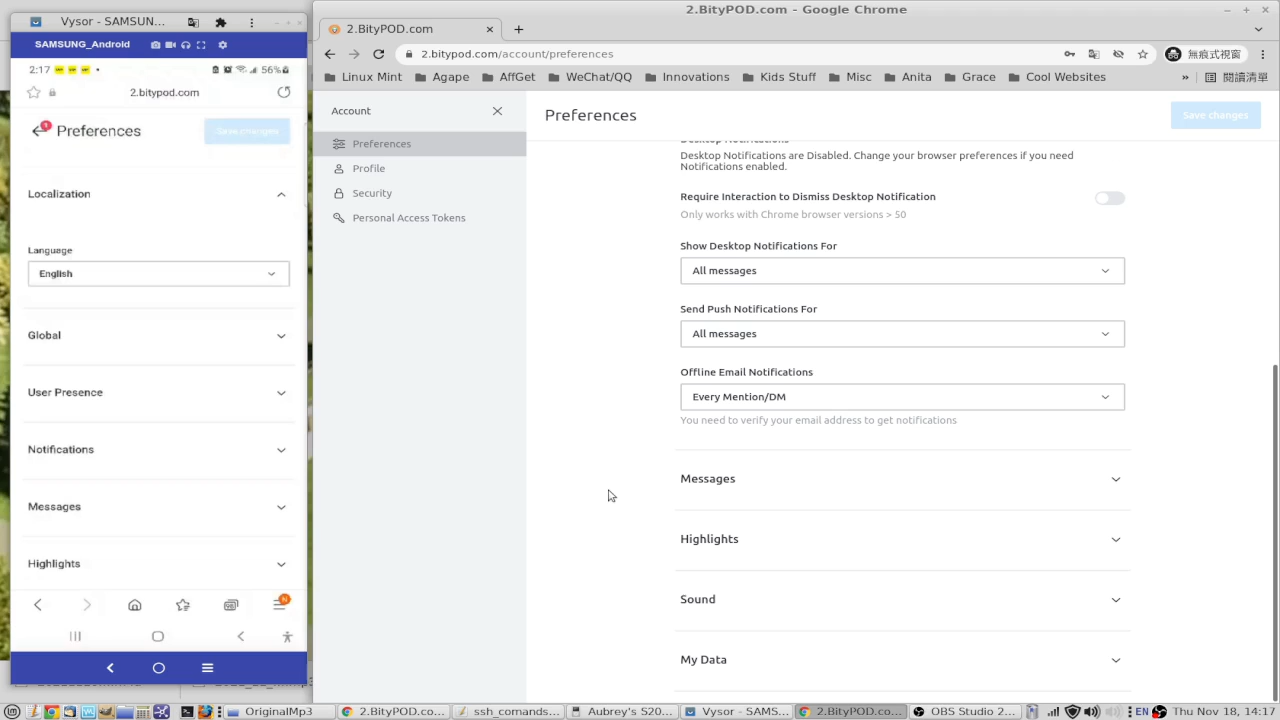 Vysor - SAMSUN...
SAMSUNG_Android
2:17
56%
2.bitypod.com
Preferences
Save changes
Localization
Language
English
Global
User Presence
Notifications
Messages
Highlights
2.BityPOD.com - Google Chrome
2.BityPOD.com
2.bitypod.com/account/preferences
無痕式視窗
Linux Mint
Agape
AffGet
WeChat/QQ
Innovations
Kids Stuff
Misc
Anita
Grace
Cool Websites
»
閱讀清單
Account
Preferences
Profile
Security
Personal Access Tokens
Preferences
Save changes
Desktop Notifications
Desktop Notifications are Disabled. Change your browser preferences if you need
Notifications enabled.
Require Interaction to Dismiss Desktop Notification
Only works with Chrome browser versions > 50
Show Desktop Notifications For
All messages
Send Push Notifications For
All messages
Offline Email Notifications
Every Mention/DM
You need to verify your email address to get notifications
Messages
Highlights
Sound
My Data
OriginalMp3
2.BityPOD.co...
ssh_comands...
Aubrey's S20...
Vysor - SAMS...
2.BityPOD.co...
OBS Studio 2...
EN
Thu Nov 18, 14:17